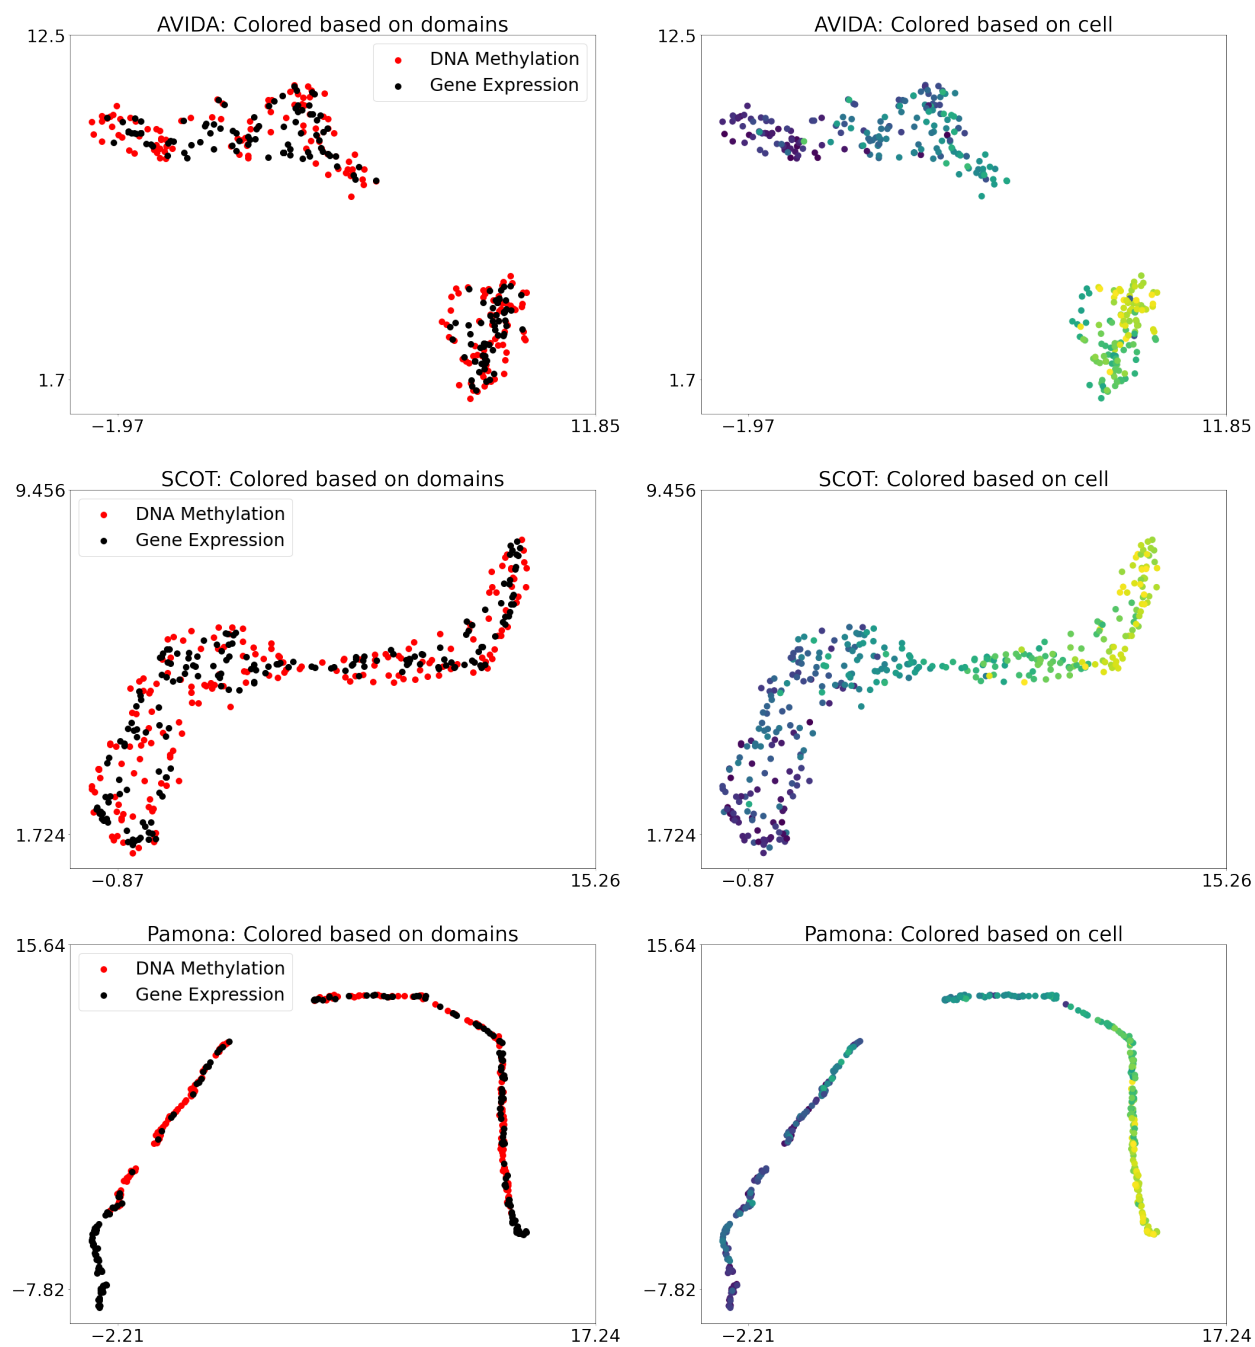 AVIDA: Colored based on domains
12.5
DNA Methylation
Gene Expression
1.7
−1.97
11.85
AVIDA: Colored based on cell
12.5
1.7
−1.97
11.85
SCOT: Colored based on domains
9.456
DNA Methylation
Gene Expression
1.724
−0.87
15.26
SCOT: Colored based on cell
9.456
1.724
−0.87
15.26
Pamona: Colored based on domains
15.64
DNA Methylation
Gene Expression
−7.82
−2.21
17.24
Pamona: Colored based on cell
15.64
−7.82
−2.21
17.24